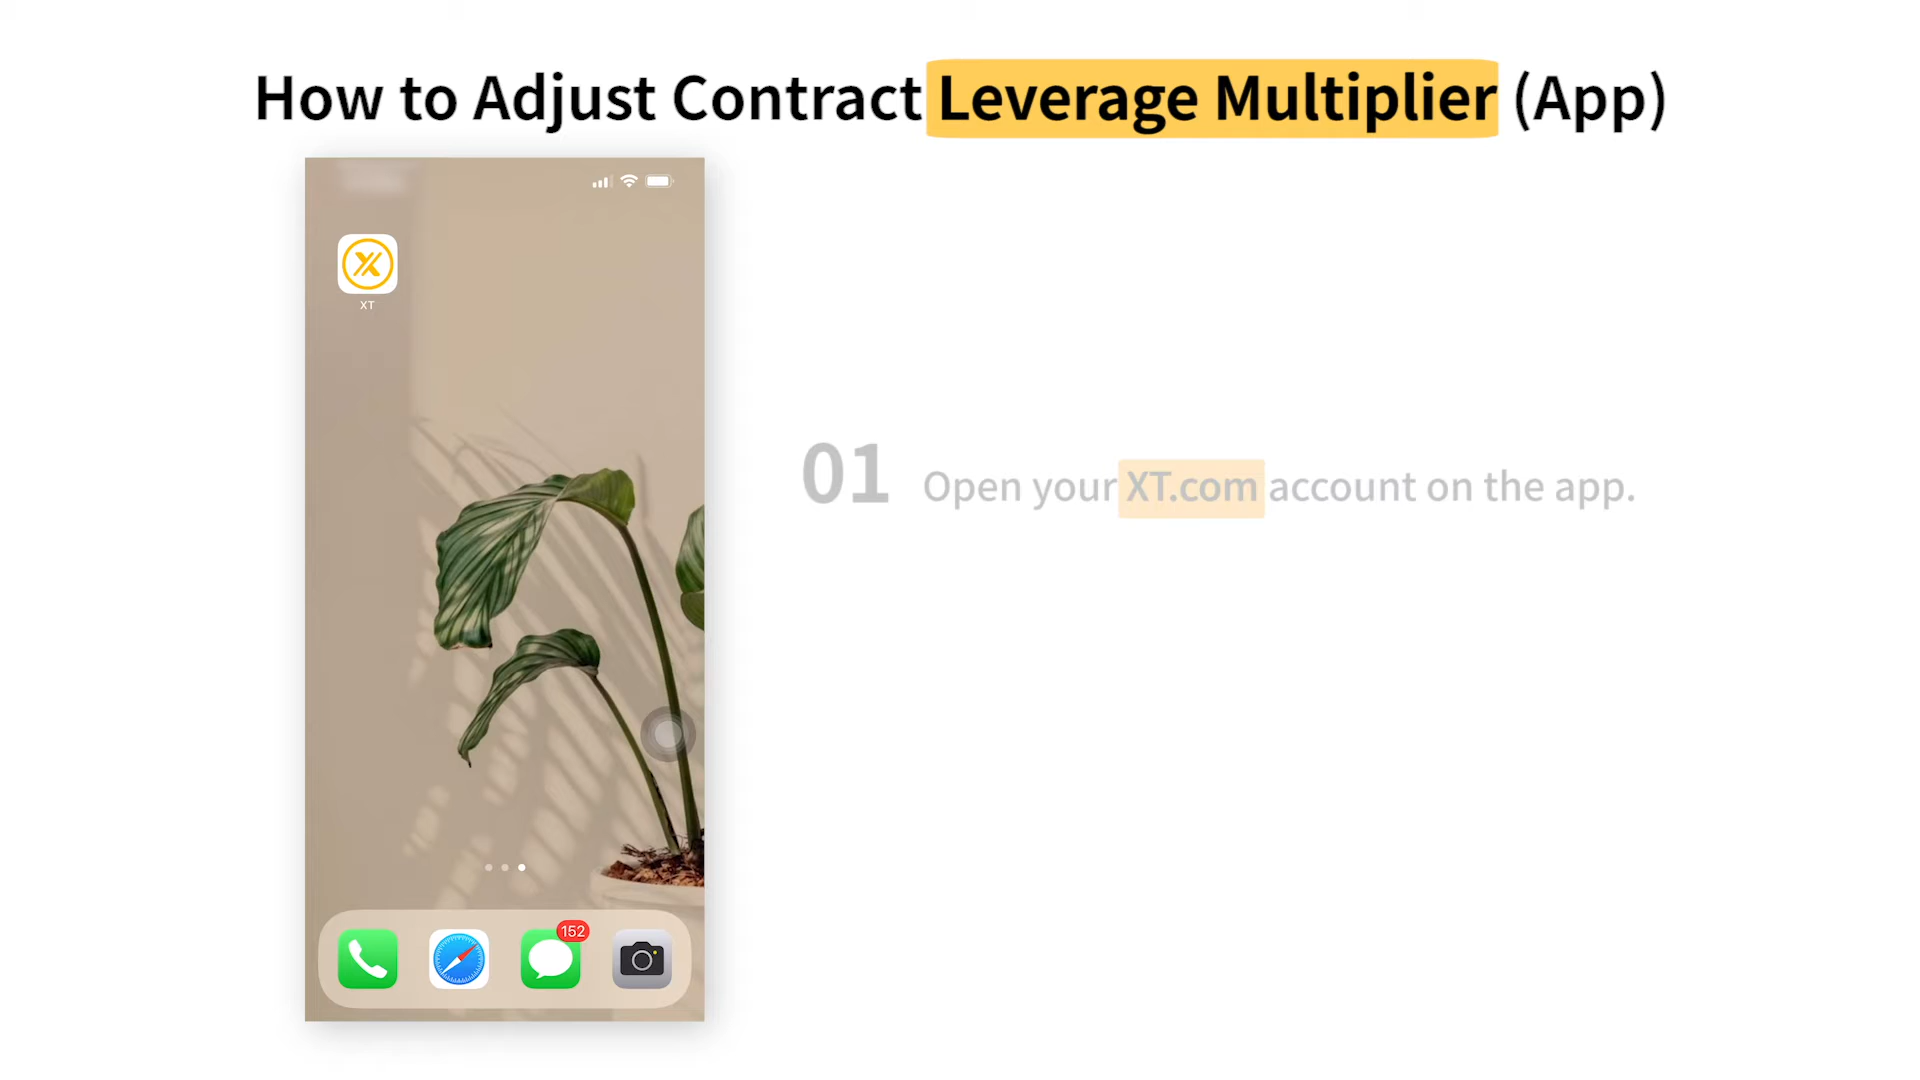 How to Adjust Contract Leverage Multiplier (App)
XT
01 Open your XT.com account on the app.
152